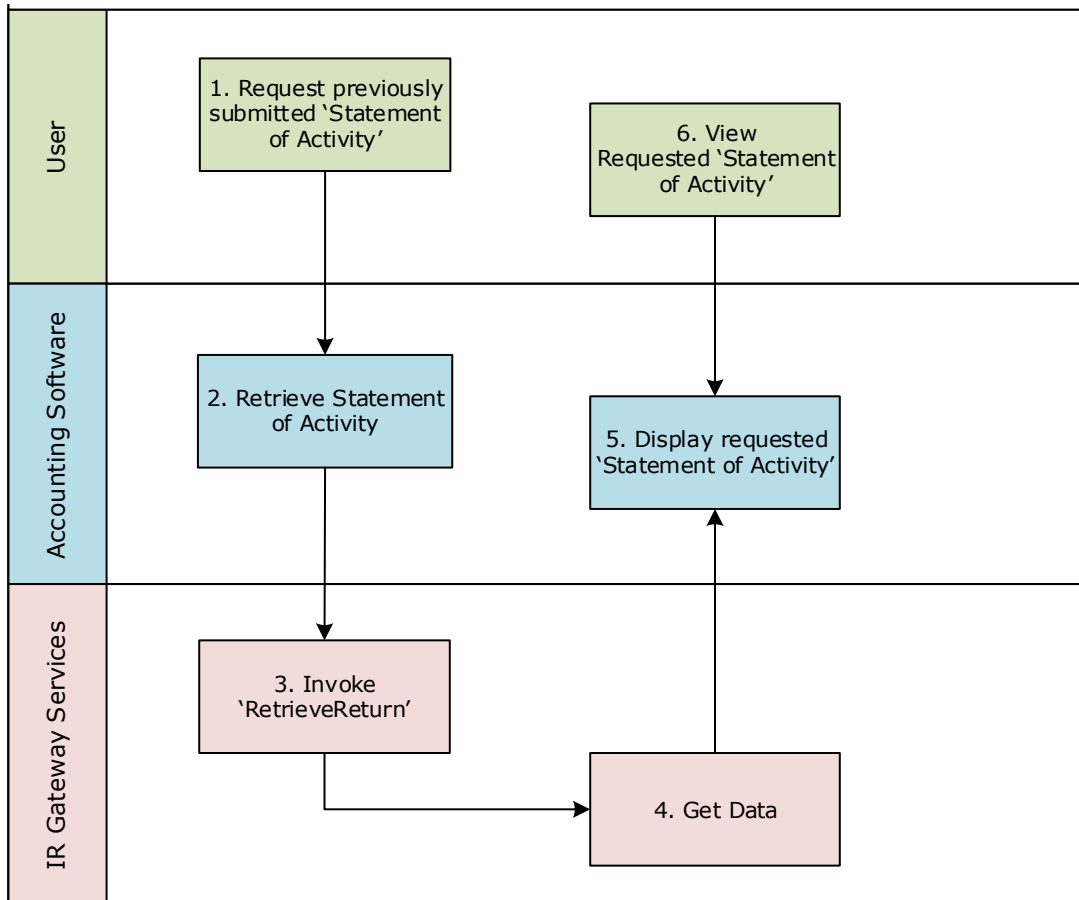 User
1. Request previously
submitted ‘Statement
of Activity’
6. View
Requested ‘Statement
of Activity’
Accounting Software
2. Retrieve Statement
of Activity
5. Display requested
‘Statement of Activity’
IR Gateway Services
3. Invoke
‘RetrieveReturn’
4. Get Data